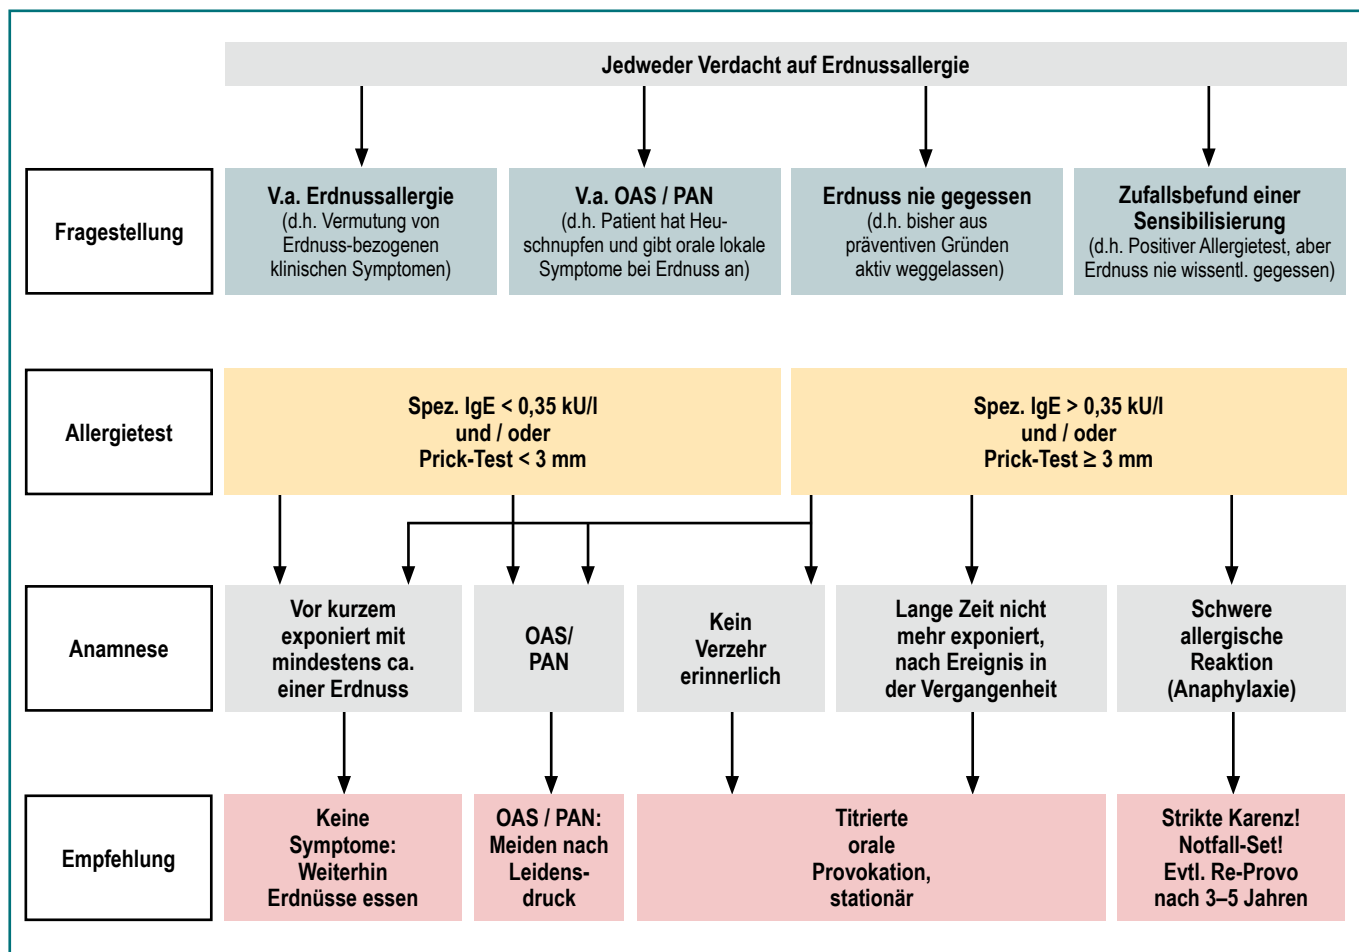 Jedweder Verdacht auf Erdnussallergie
Fragestellung
V.a. Erdnussallergie
(d.h. Vermutung von
Erdnuss-bezogenen
klinischen Symptomen)
V.a. OAS / PAN
(d.h. Patient hat Heu-
schnupfen und gibt orale lokale
Symptome bei Erdnuss an)
Erdnuss nie gegessen
(d.h. bisher aus
präventiven Gründen
aktiv weggelassen)
Zufallsbefund einer
Sensibilisierung
(d.h. Positiver Allergietest, aber
Erdnuss nie wissentl. gegessen)
Allergietest
Spez. IgE < 0,35 kU/l
und / oder
Prick-Test < 3 mm
Spez. IgE > 0,35 kU/l
und / oder
Prick-Test ≥ 3 mm
Anamnese
Vor kurzem
exponiert mit
mindestens ca.
einer Erdnuss
OAS/
PAN
Kein
Verzehr
erinnerlich
Lange Zeit nicht
mehr exponiert,
nach Ereignis in
der Vergangenheit
Schwere
allergische
Reaktion
(Anaphylaxie)
Empfehlung
Keine
Symptome:
Weiterhin
Erdnüsse essen
OAS / PAN:
Meiden nach
Leidens-
druck
Titrierte
orale
Provokation,
stationär
Strikte Karenz!
Notfall-Set!
Evtl. Re-Provo
nach 3–5 Jahren